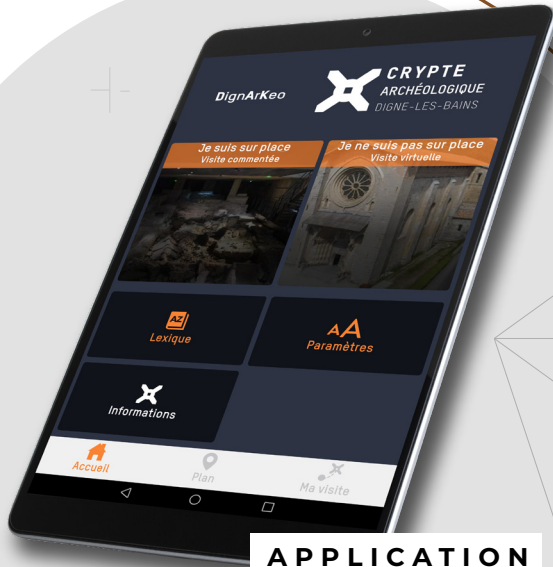 DignArKeo
CRYPTE
ARCHÉOLOGIQUE
DIGNE-LES-BAINS
Je suis sur place
Visite commentée
Je ne suis pas sur place
Visite virtuelle
AZ
Lexique
AA
Paramètres
Informations
Accueil
Plan
Ma visite
APPLICATION